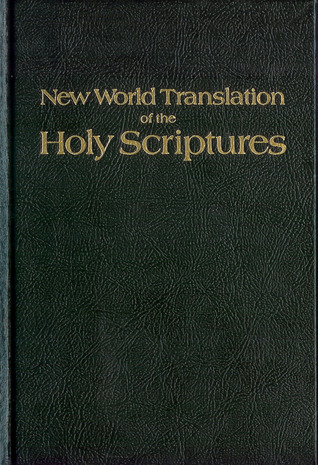 New World Translation
of the
Holy Scriptures